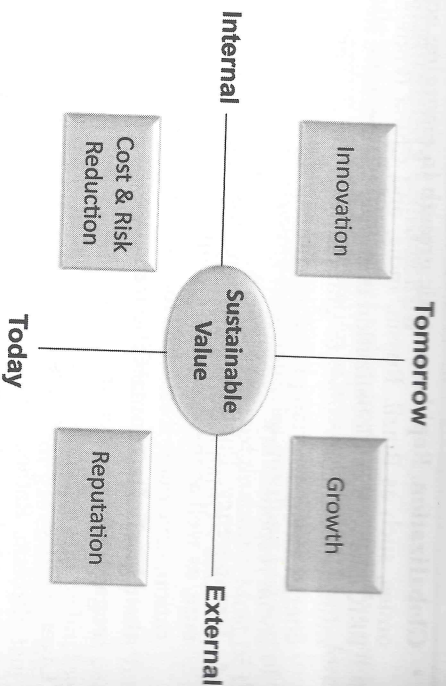 Tomorrow
Innovation
Growth
Internal
Sustainable
Value
External
Cost & Risk
Reduction
Reputation
Today